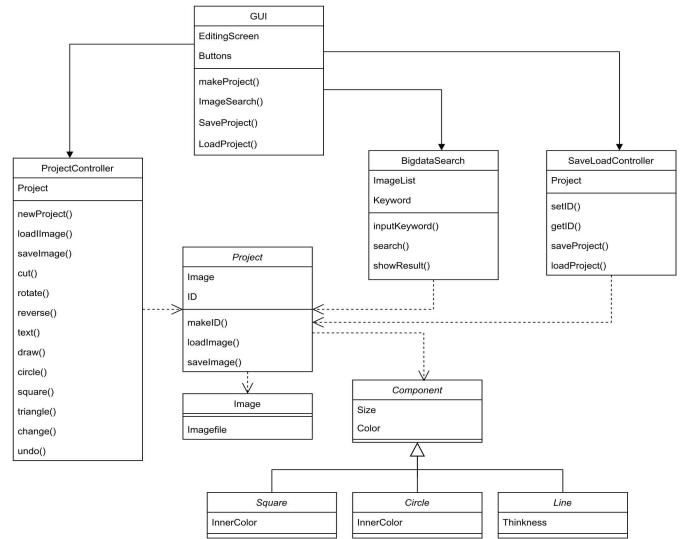 GUI
EditingScreen
Buttons
makeProject()
ImageSearch()
SaveProject()
LoadProject()
ProjectController
Project
newProject()
loadIImage()
saveImage()
cut()
rotate()
reverse()
text()
draw()
circle()
square()
triangle()
change()
undo()
BigdataSearch
ImageList
Keyword
inputKeyword()
search()
showResult()
SaveLoadController
Project
setID()
getID()
saveProject()
loadProject()
Project
Image
ID
makeID()
loadImage()
saveImage()
Image
Imagefile
Component
Size
Color
Square
InnerColor
Circle
InnerColor
Line
Thinkness